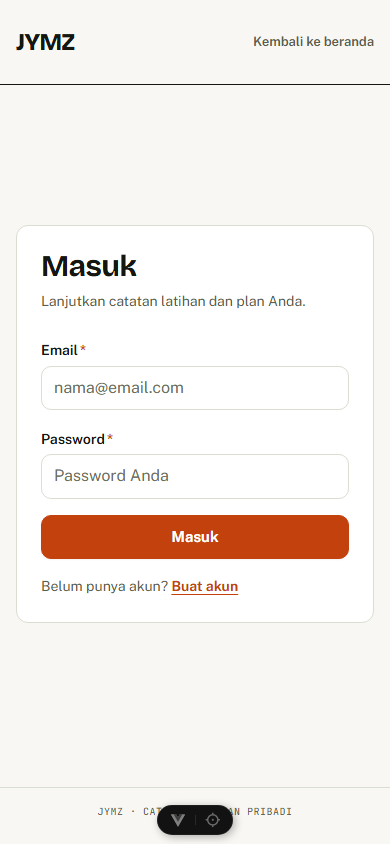 JYMZ
Kembali ke beranda
Masuk
Lanjutkan catatan latihan dan plan Anda.
Email *
nama@email.com
Password *
Password Anda
Masuk
Belum punya akun? Buat akun
JYMZ · PRIBADI